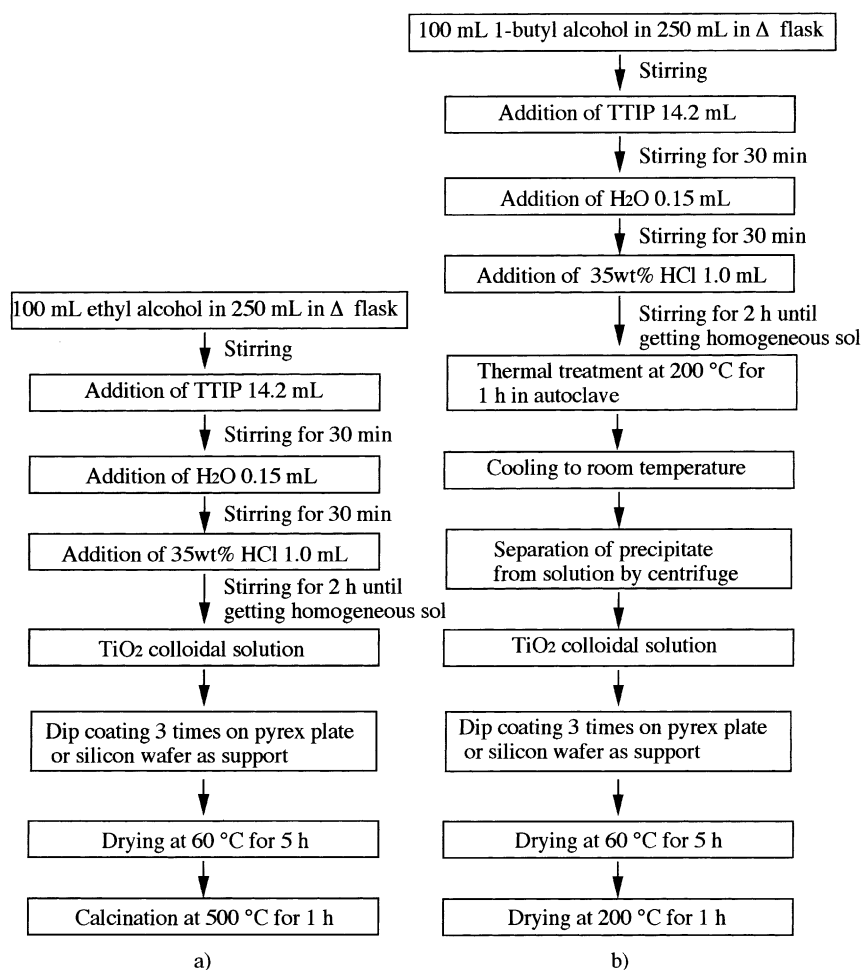 100 mL ethyl alcohol in 250 mL in Δ flask
Stirring
Addition of TTIP 14.2 mL
Stirring for 30 min
Addition of H2O 0.15 mL
Stirring for 30 min
Addition of 35wt% HCl 1.0 mL
Stirring for 2 h until
getting homogeneous sol
TiO2 colloidal solution
Dip coating 3 times on pyrex plate
or silicon wafer as support
Drying at 60 °C for 5 h
Calcination at 500 °C for 1 h
a)
100 mL 1-butyl alcohol in 250 mL in Δ flask
Stirring
Addition of TTIP 14.2 mL
Stirring for 30 min
Addition of H2O 0.15 mL
Stirring for 30 min
Addition of 35wt% HCl 1.0 mL
Stirring for 2 h until
getting homogeneous sol
Thermal treatment at 200 °C for
1 h in autoclave
Cooling to room temperature
Separation of precipitate
from solution by centrifuge
TiO2 colloidal solution
Dip coating 3 times on pyrex plate
or silicon wafer as support
Drying at 60 °C for 5 h
Drying at 200 °C for 1 h
b)